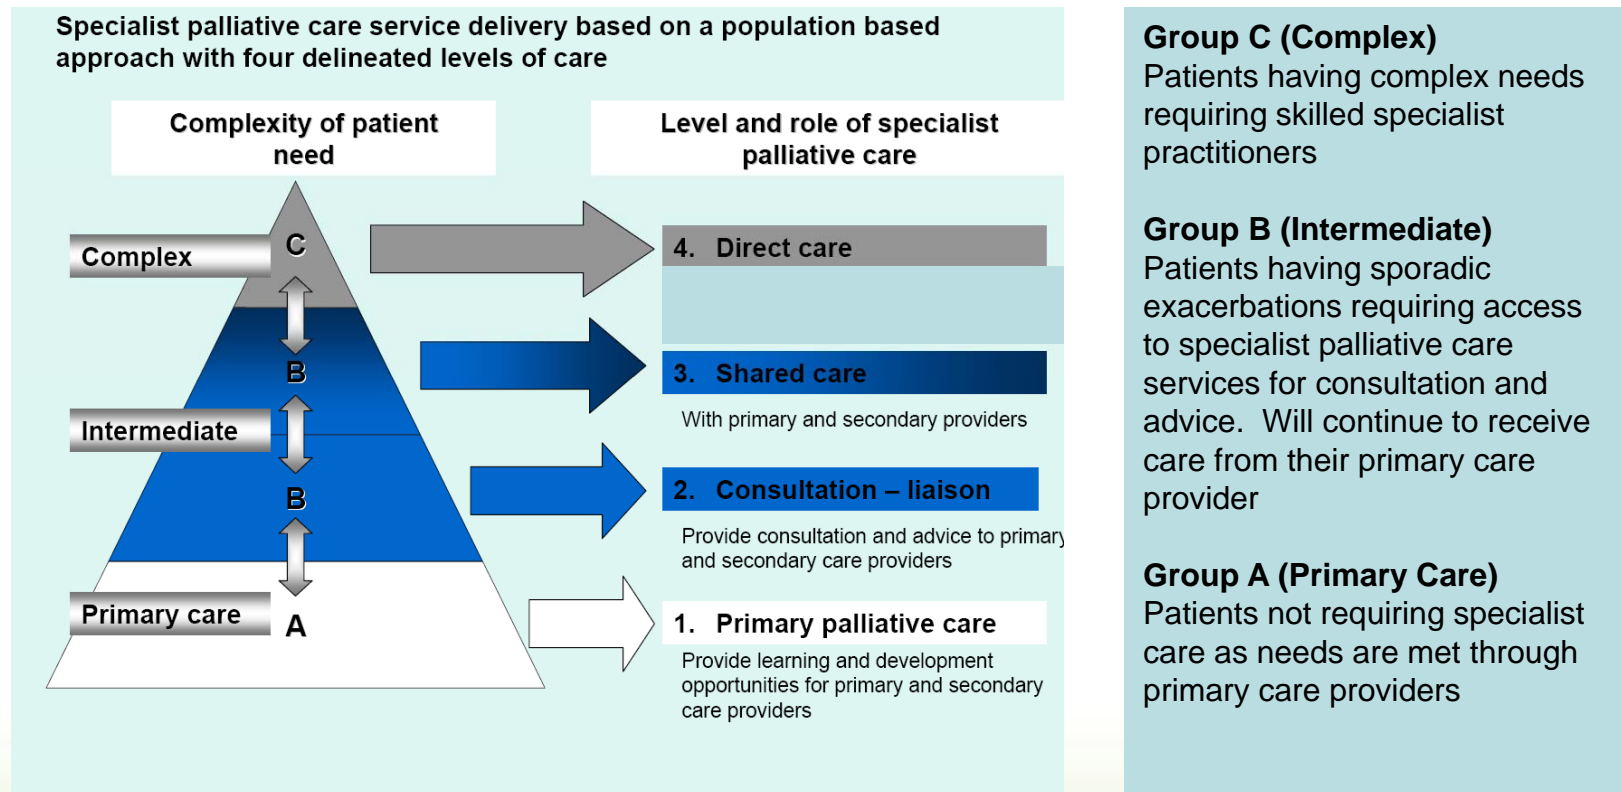 Specialist palliative care service delivery based on a population based
approach with four delineated levels of care
Complexity of patient
need
Level and role of specialist
palliative care
Complex
C
B
Intermediate
B
Primary care
A
4. Direct care
3. Shared care
With primary and secondary providers
2. Consultation – liaison
Provide consultation and advice to primary
and secondary care providers
1. Primary palliative care
Provide learning and development
opportunities for primary and secondary
care providers
Group C (Complex)
Patients having complex needs
requiring skilled specialist
practitioners
Group B (Intermediate)
Patients having sporadic
exacerbations requiring access
to specialist palliative care
services for consultation and
advice.  Will continue to receive
care from their primary care
provider
Group A (Primary Care)
Patients not requiring specialist
care as needs are met through
primary care providers